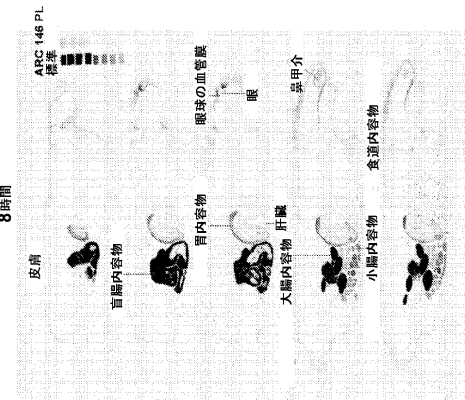 8時間
ARC 146 PL
標準
皮膚
盲腸内容物
眼球の血管膜
眼
胃内容物
肝臓
大腸内容物
鼻甲介
小腸内容物
食道内容物